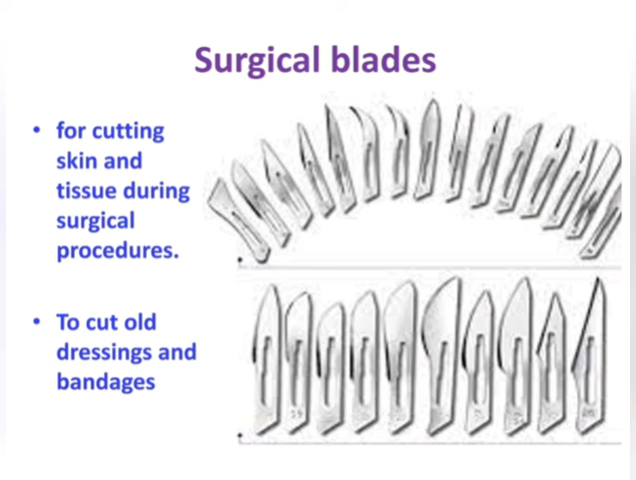 Surgical blades
• for cutting
skin and
tissue during
surgical
procedures.
• To cut old
dressings and
bandages